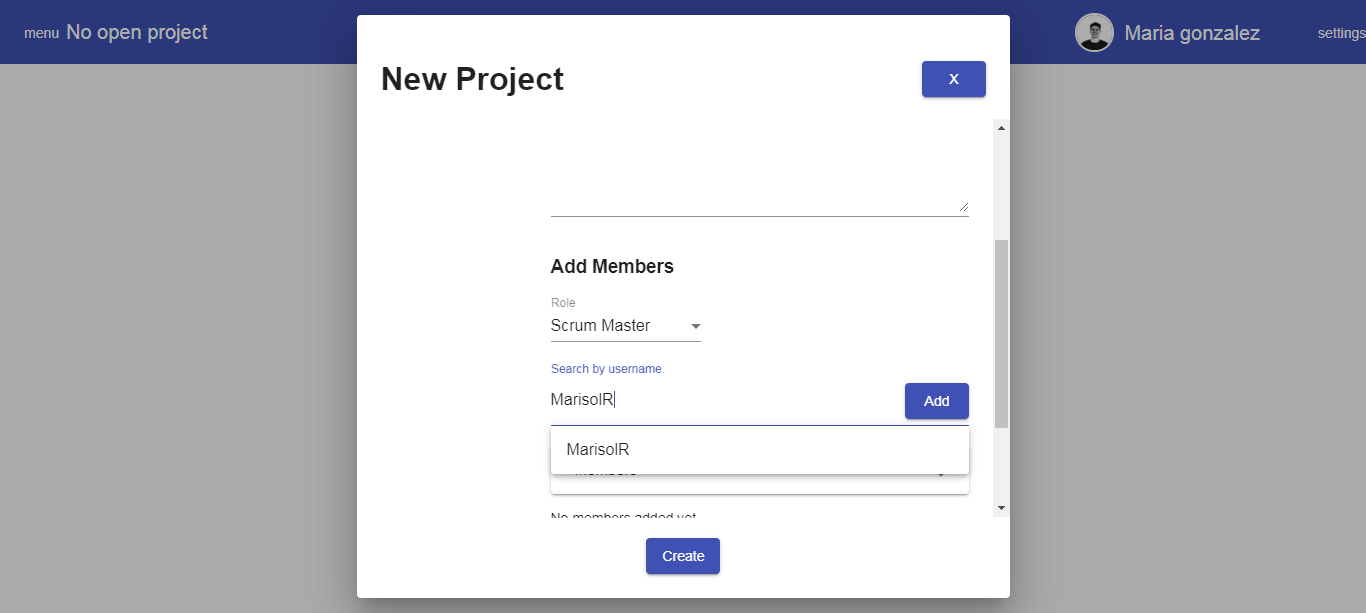 menu No open project
Maria gonzalez
settings
New Project
X
Add Members
Role
Scrum Master
Search by username.
MarisolR
Add
MarisolR
Members
No members added yet
Create